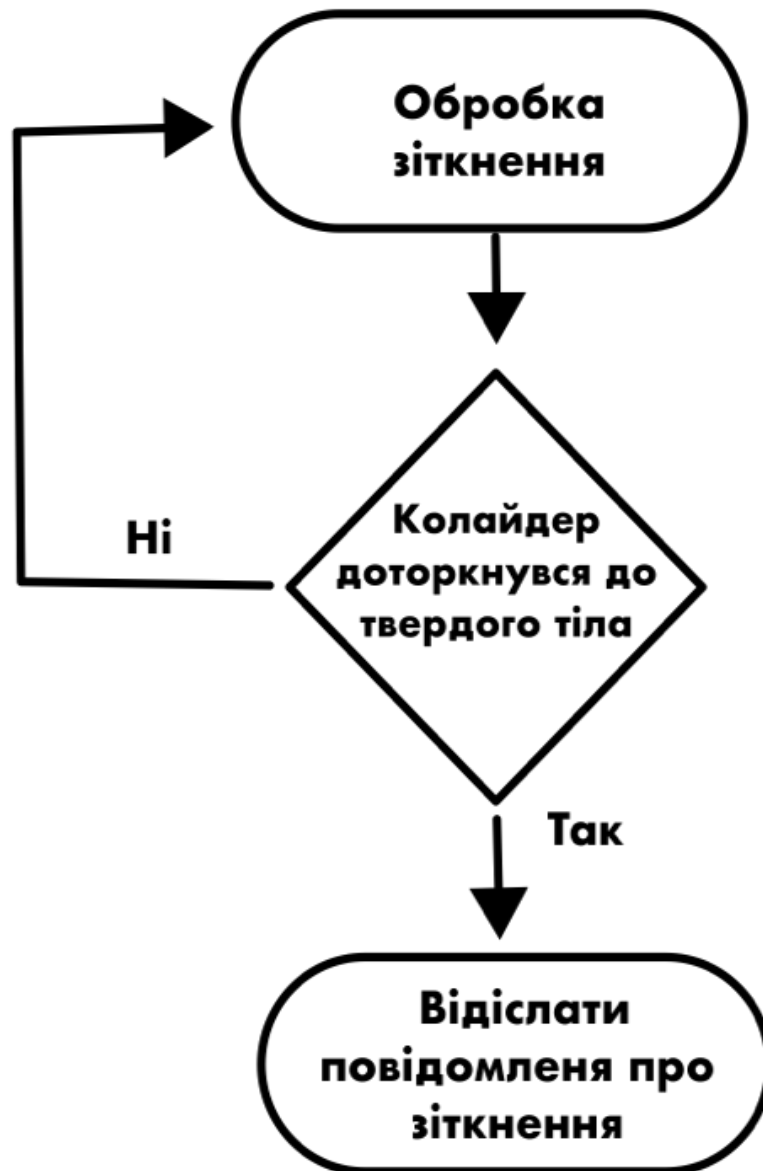 Обробка
зіткнення
Колайдер
доторкнувся до
твердого тіла
Ні
Так
Відіслати
повідомленя про
зіткнення